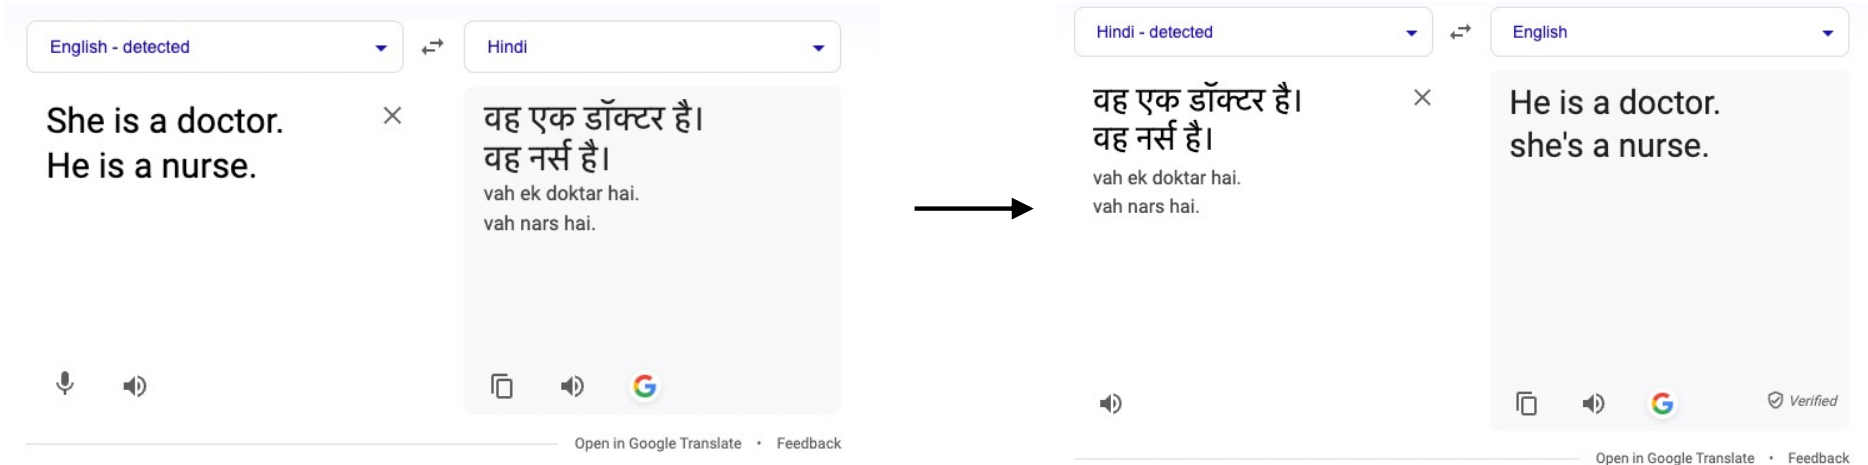 English - detected
Hindi
She is a doctor.
He is a nurse.
वह एक डॉक्टर है।
वह नर्स है।
vah ek doktar hai.
vah nars hai.
Open in Google Translate • Feedback
Hindi - detected
English
वह एक डॉक्टर है।
वह नर्स है।
vah ek doktar hai.
vah nars hai.
He is a doctor.
she's a nurse.
Verified
Open in Google Translate • Feedback